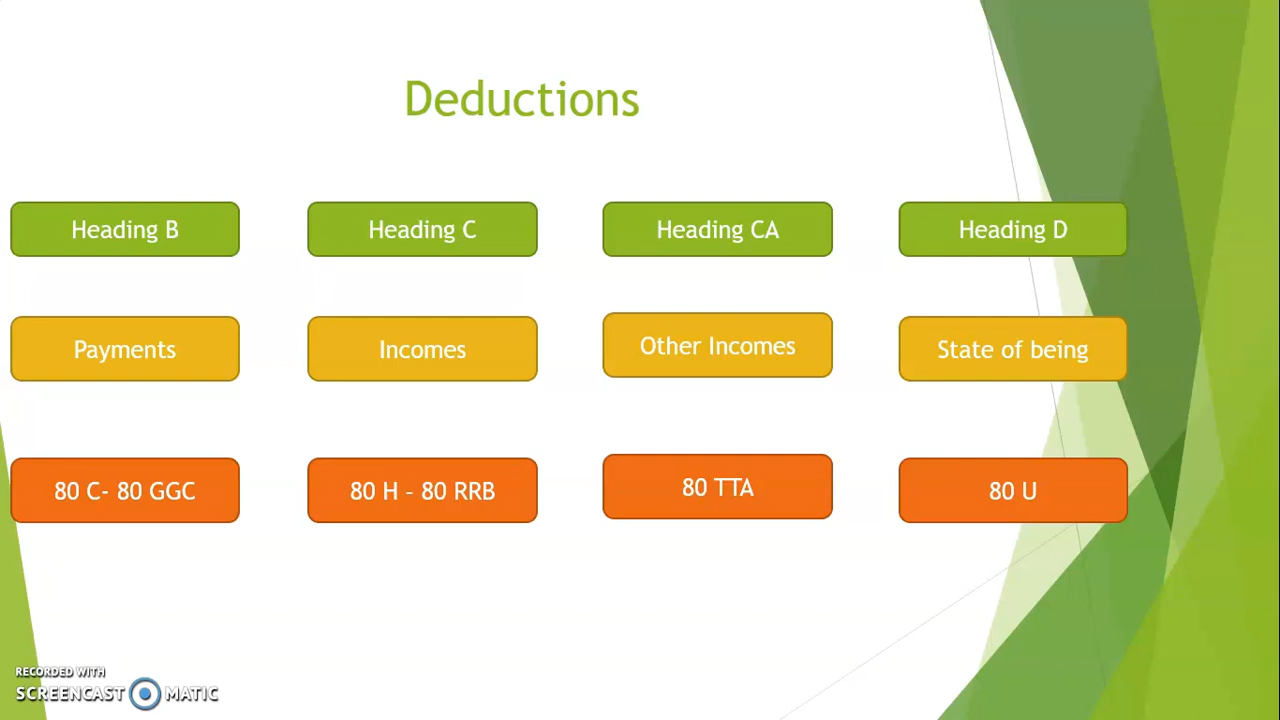 Deductions
Heading B
Heading C
Heading CA
Heading D
Payments
Incomes
Other Incomes
State of being
80 C- 80 GGC
80 H – 80 RRB
80 TTA
80 U
RECORDED WITH
SCREENCAST MATIC